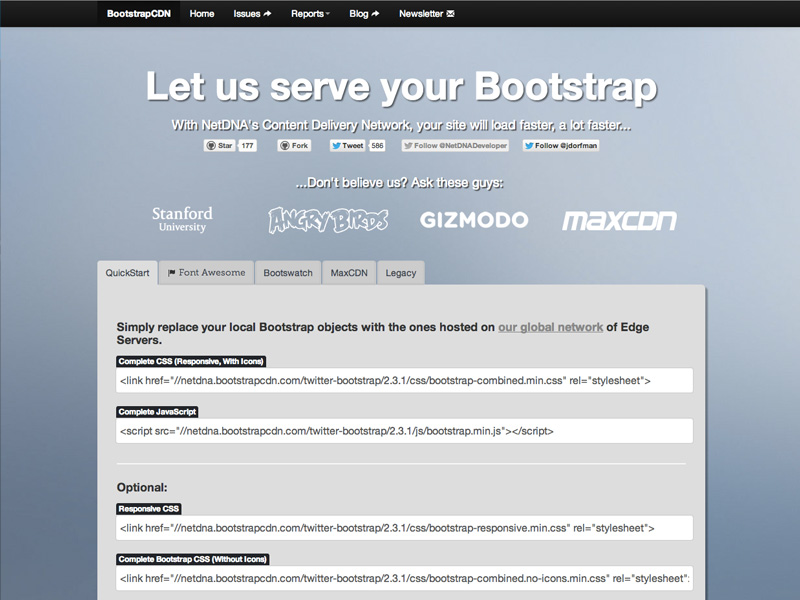 BootstrapCDN Home Issues Reports Blog Newsletter
Let us serve your Bootstrap
With NetDNA's Content Delivery Network, your site will load faster, a lot faster...
Star 177 Fork Tweet 586 Follow @NetDNADeveloper Follow @jdorfman
...Don't believe us? Ask these guys:
Stanford
University
ANGRY BIRDS
GIZMODO
maxcdn
QuickStart Font Awesome Bootswatch MaxCDN Legacy
Simply replace your local Bootstrap objects with the ones hosted on our global network of Edge
Servers.
Complete CSS (Responsive, With Icons)
<link href="//netdna.bootstrapcdn.com/twitter-bootstrap/2.3.1/css/bootstrap-combined.min.css" rel="stylesheet">
Complete JavaScript
<script src="//netdna.bootstrapcdn.com/twitter-bootstrap/2.3.1/js/bootstrap.min.js"></script>
Optional:
Responsive CSS
<link href="//netdna.bootstrapcdn.com/twitter-bootstrap/2.3.1/css/bootstrap-responsive.min.css" rel="stylesheet">
Complete Bootstrap CSS (Without Icons)
<link href="//netdna.bootstrapcdn.com/twitter-bootstrap/2.3.1/css/bootstrap-combined.no-icons.min.css" rel="stylesheet"